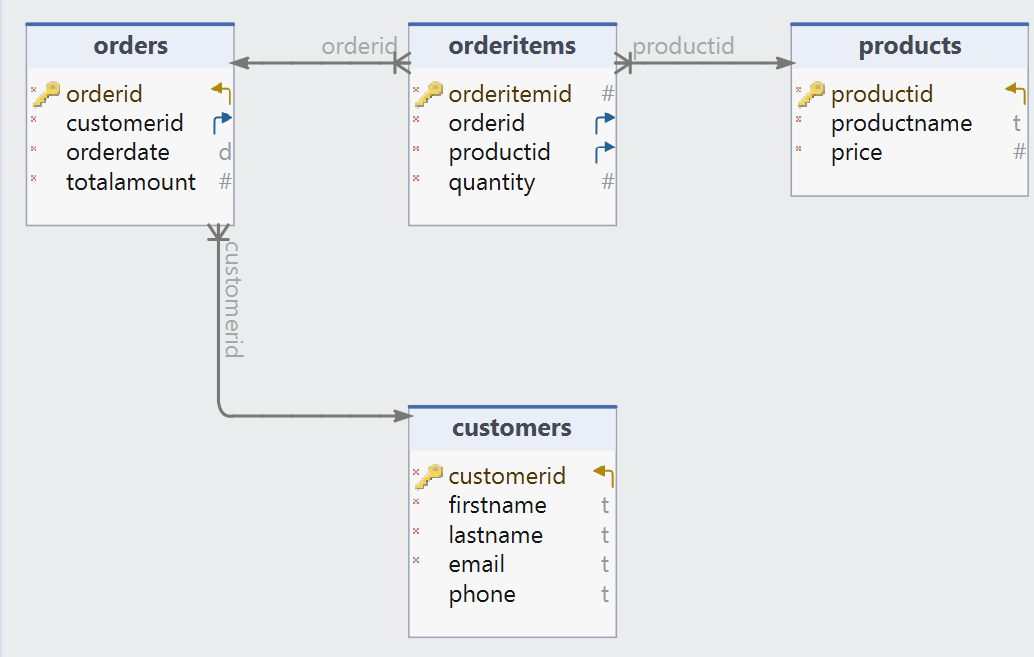 orders
orderid
customerid
orderdate d
totalamount #
orderid
orderitems
orderitemid #
orderid
productid
quantity #
productid
products
productid
productname t
price #
customerid
customers
customerid
firstname t
lastname t
email t
phone t